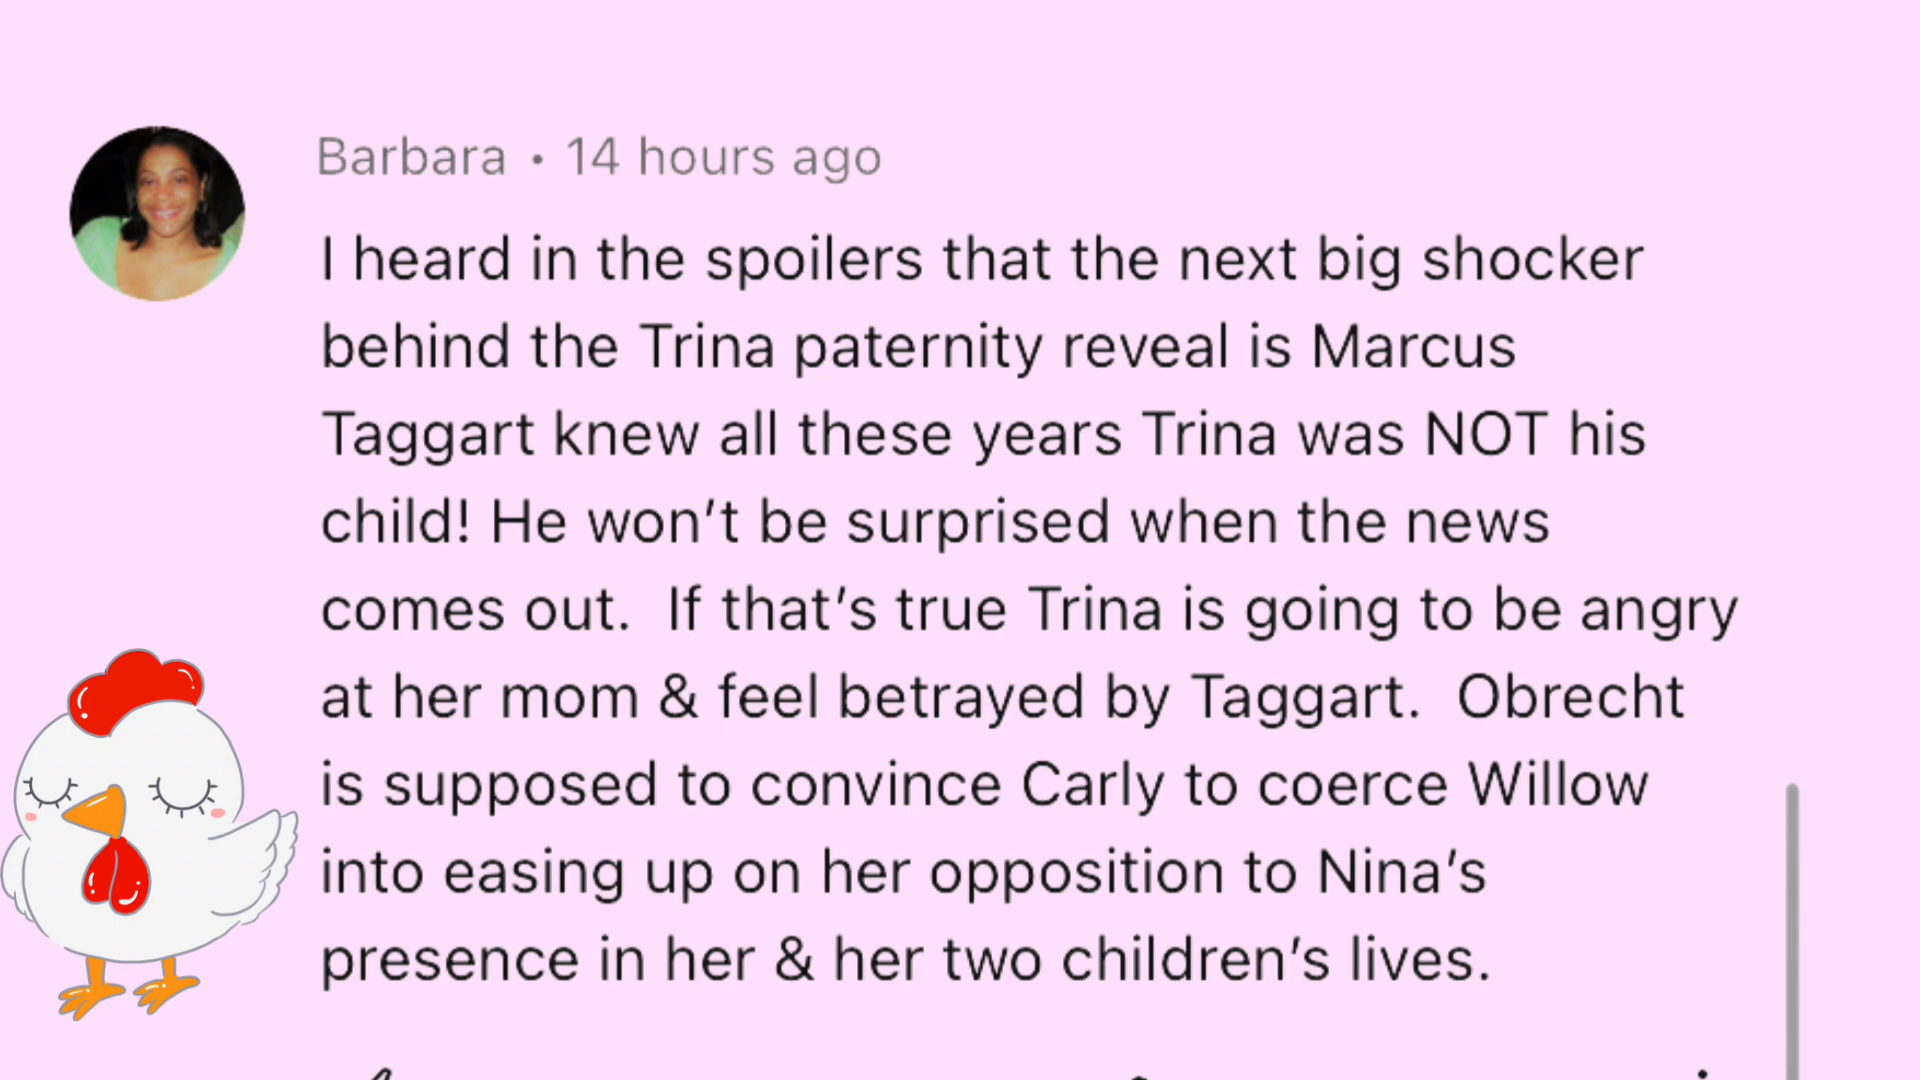 Barbara • 14 hours ago
I heard in the spoilers that the next big shocker
behind the Trina paternity reveal is Marcus
Taggart knew all these years Trina was NOT his
child! He won’t be surprised when the news
comes out.  If that’s true Trina is going to be angry
at her mom & feel betrayed by Taggart.  Obrecht
is supposed to convince Carly to coerce Willow
into easing up on her opposition to Nina’s
presence in her & her two children’s lives.